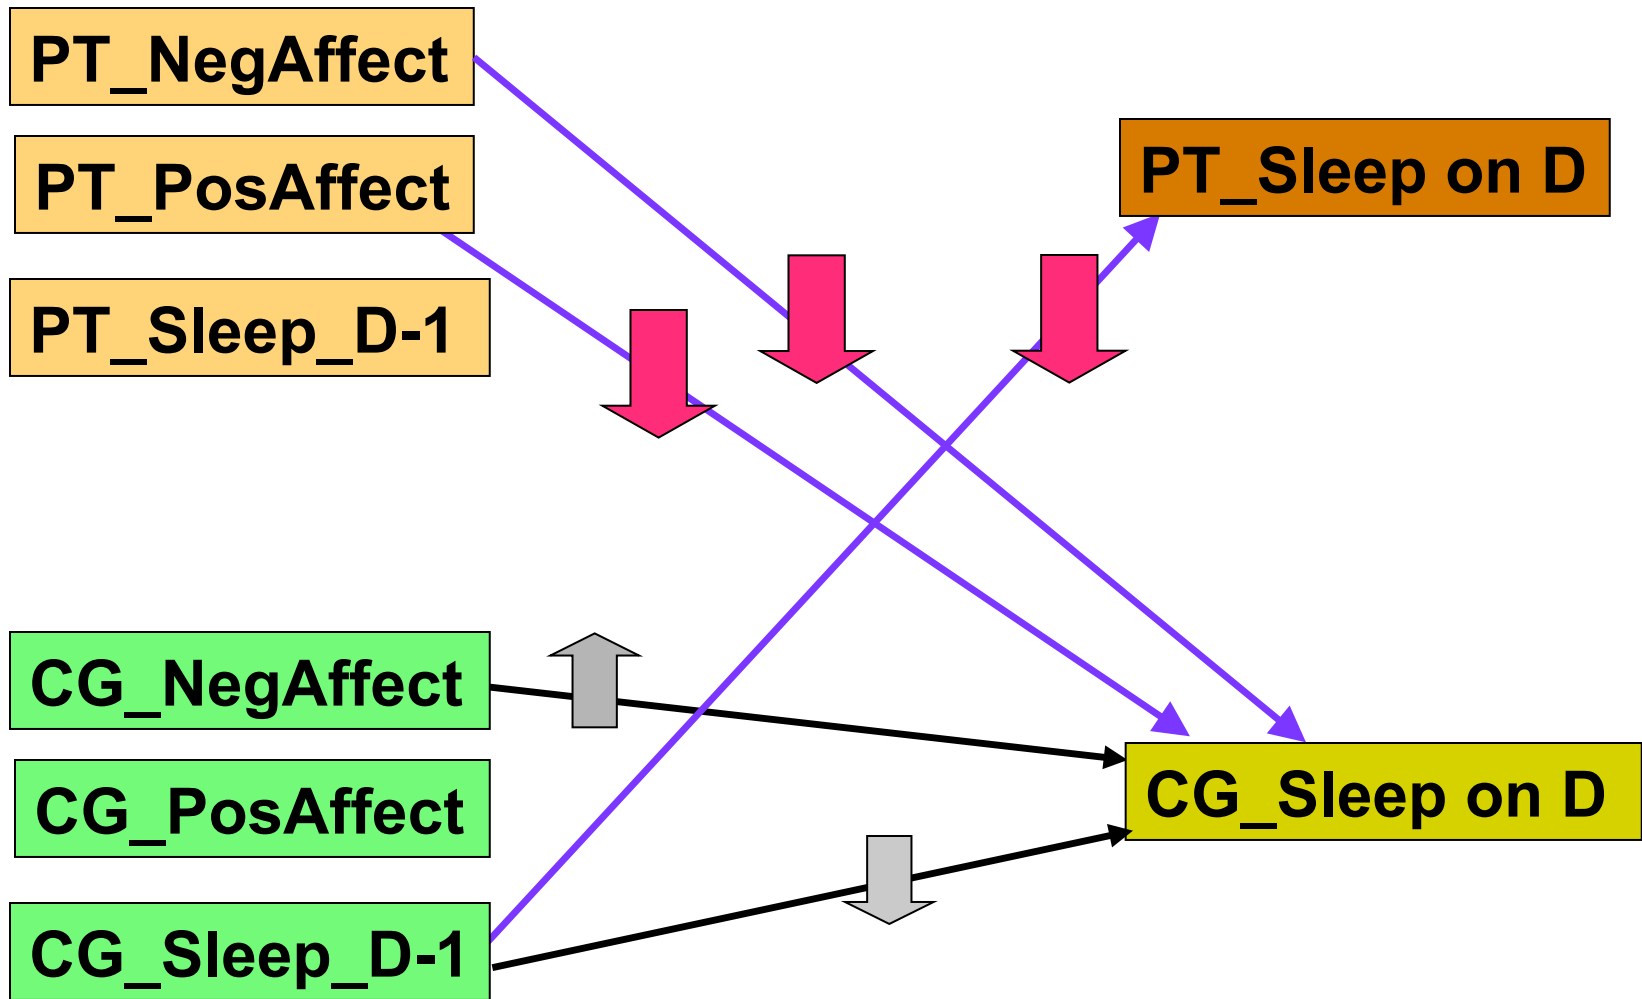 PT_NegAffect
PT_PosAffect
PT_Sleep on D
PT_Sleep_D-1
CG_NegAffect
CG_PosAffect
CG_Sleep on D
CG_Sleep_D-1